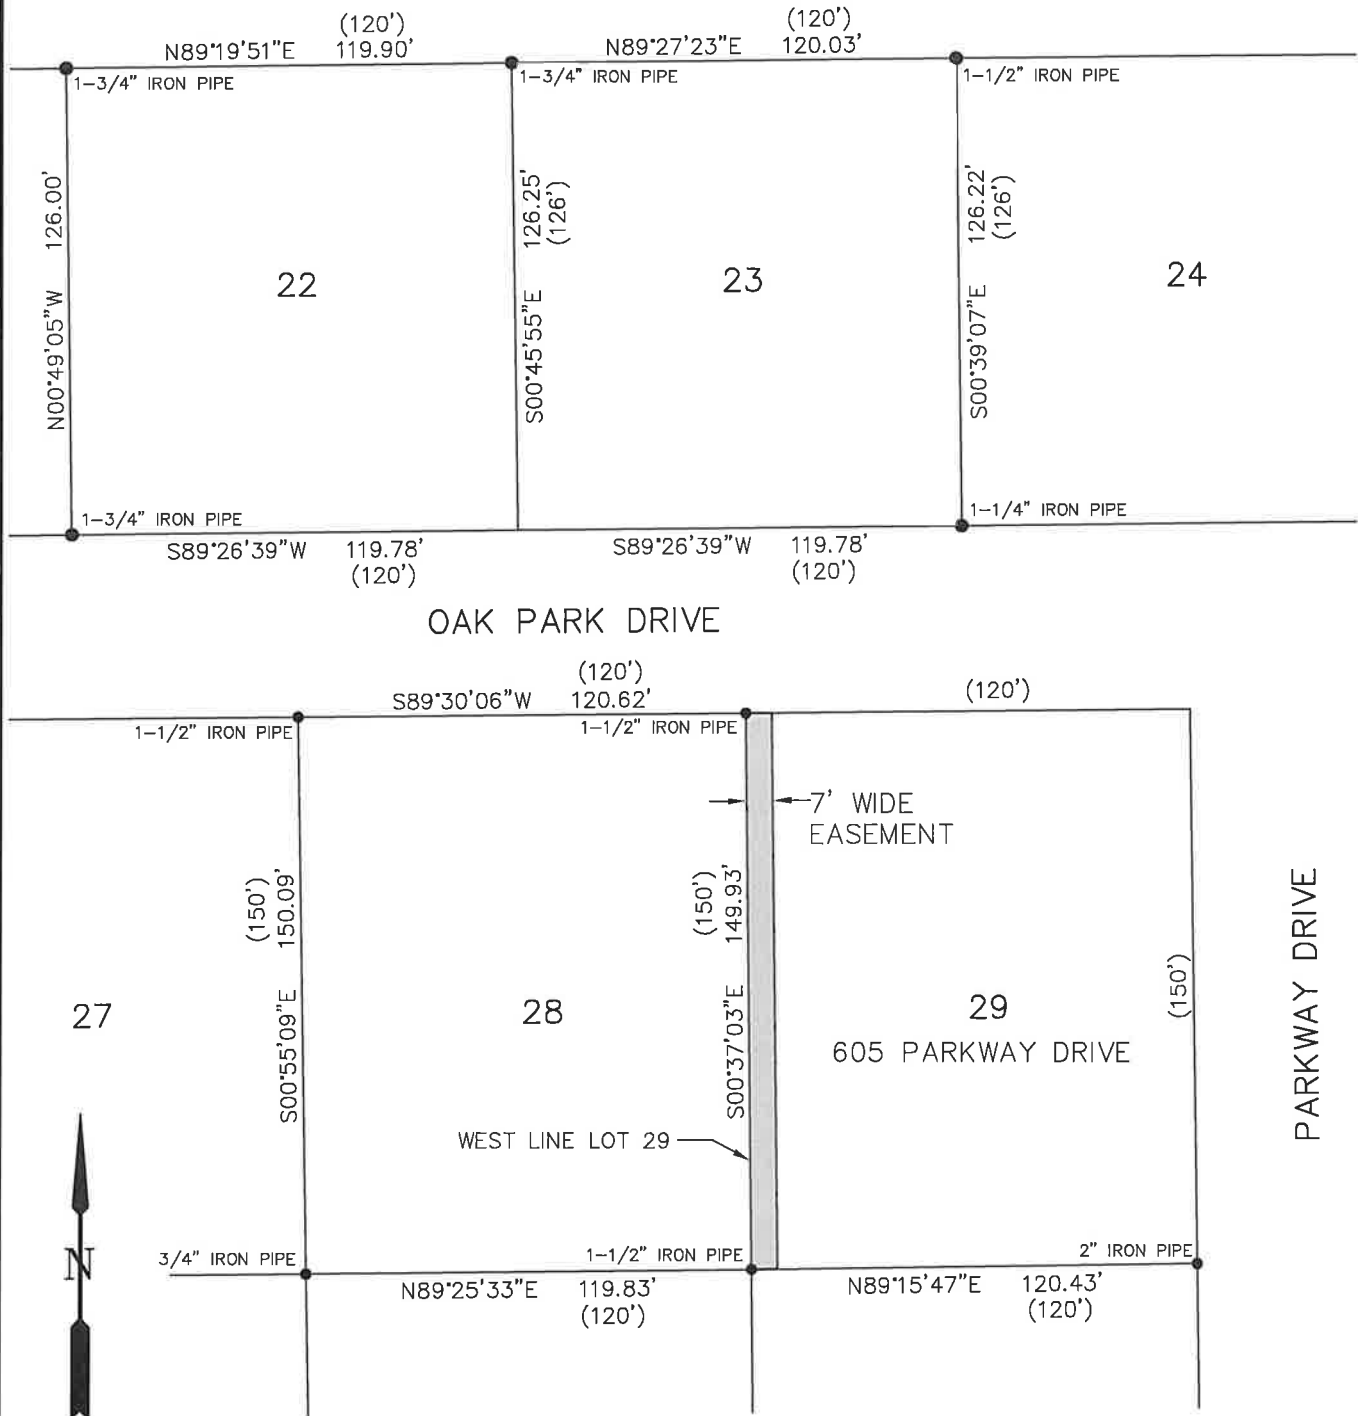 (120')
(120')
N89°19'51"E 119.90'
N89°27'23"E 120.03'
1-3/4" IRON PIPE
1-3/4" IRON PIPE
1-1/2" IRON PIPE
N00°49'05"W 126.00'
S00°45'55"E 126.25'
(126')
S00°39'07"E 126.22'
(126')
22
23
24
1-3/4" IRON PIPE
1-1/4" IRON PIPE
S89°26'39"W 119.78'
(120')
S89°26'39"W 119.78'
(120')
OAK PARK DRIVE
(120')
S89°30'06"W 120.62'
(120')
1-1/2" IRON PIPE
1-1/2" IRON PIPE
7' WIDE
EASEMENT
(150')
S00°55'09"E 150.09'
(150')
S00°37'03"E 149.93'
(150')
PARKWAY DRIVE
27
28
29
605 PARKWAY DRIVE
WEST LINE LOT 29
N
3/4" IRON PIPE
1-1/2" IRON PIPE
2" IRON PIPE
N89°25'33"E 119.83'
(120')
N89°15'47"E 120.43'
(120')